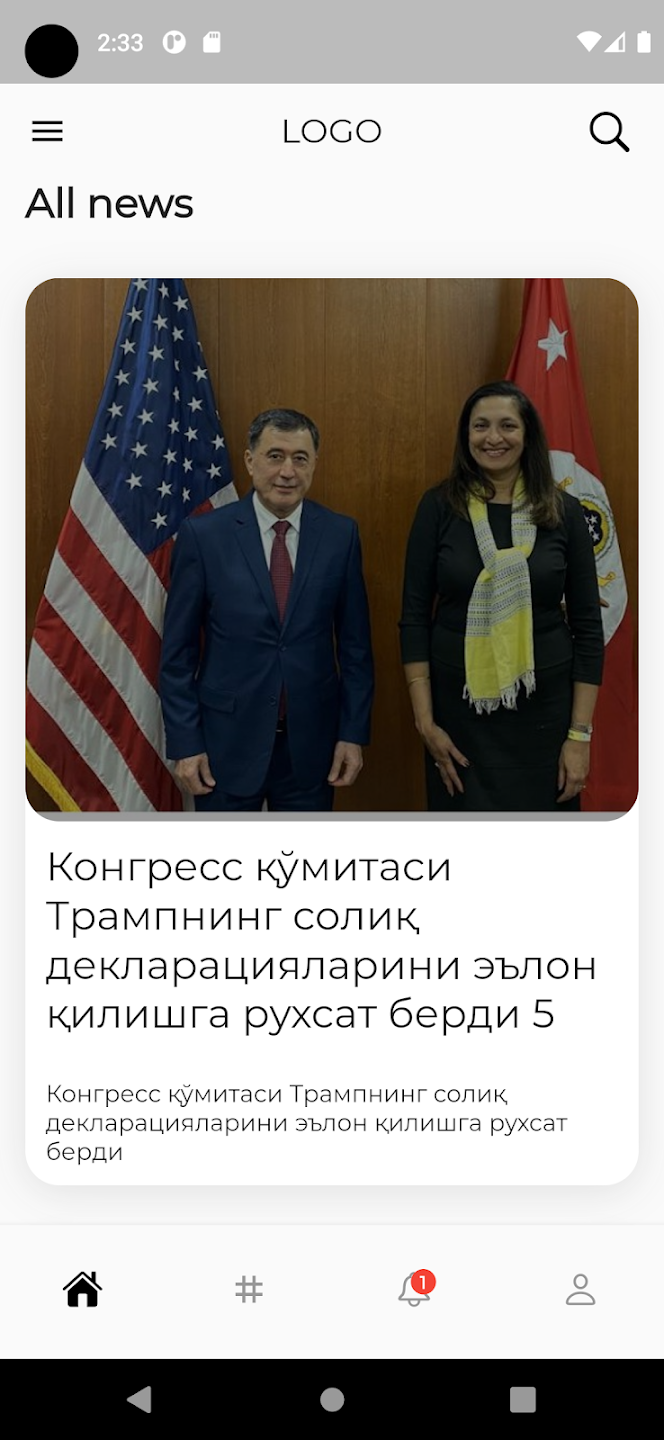 2:33
LOGO
All news
Конгресс қўмитаси
Трампнинг солиқ
декларацияларини эълон
қилишга рухсат берди 5
Конгресс қўмитаси Трампнинг солиқ
декларацияларини эълон қилишга рухсат
берди
1